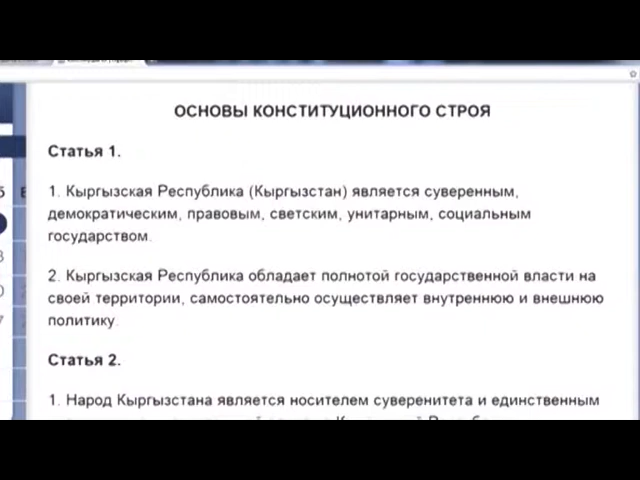 ОСНОВЫ КОНСТИТУЦИОННОГО СТРОЯ
Статья 1.
1. Кыргызская Республика (Кыргызстан) является суверенным,
демократическим, правовым, светским, унитарным, социальным
государством.
2. Кыргызская Республика обладает полнотой государственной власти на
своей территории, самостоятельно осуществляет внутреннюю и внешнюю
политику.
Статья 2.
1. Народ Кыргызстана является носителем суверенитета и единственным